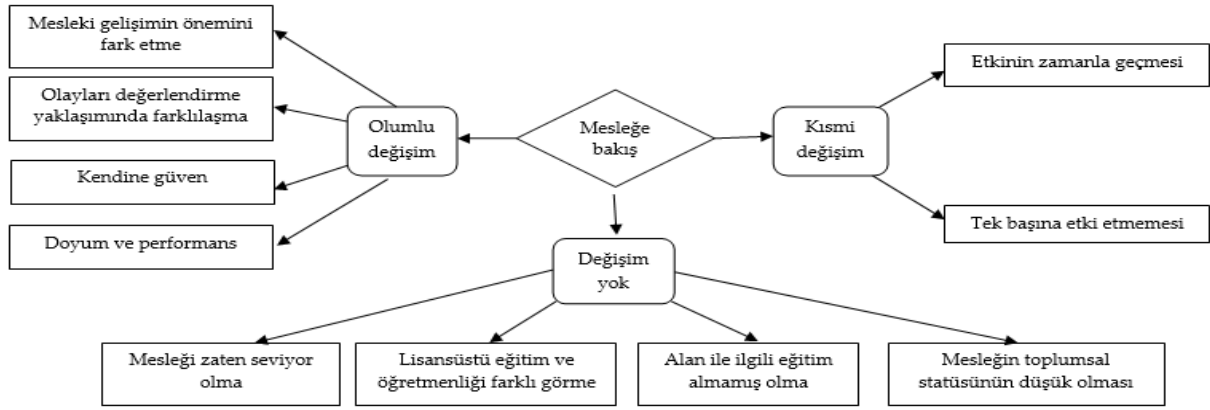 Mesleki gelişimin önemini
fark etme
Olayları değerlendirme
yaklaşımında farklılaşma
Kendine güven
Doyum ve performans
Olumlu
değişim
Mesleğe
bakış
Kısmi
değişim
Etkinin zamanla geçmesi
Tek başına etki etmemesi
Değişim
yok
Mesleği zaten seviyor
olma
Lisansüstü eğitim ve
öğretmenliği farklı görme
Alan ile ilgili eğitim
almamış olma
Mesleğin toplumsal
statüsünün düşük olması